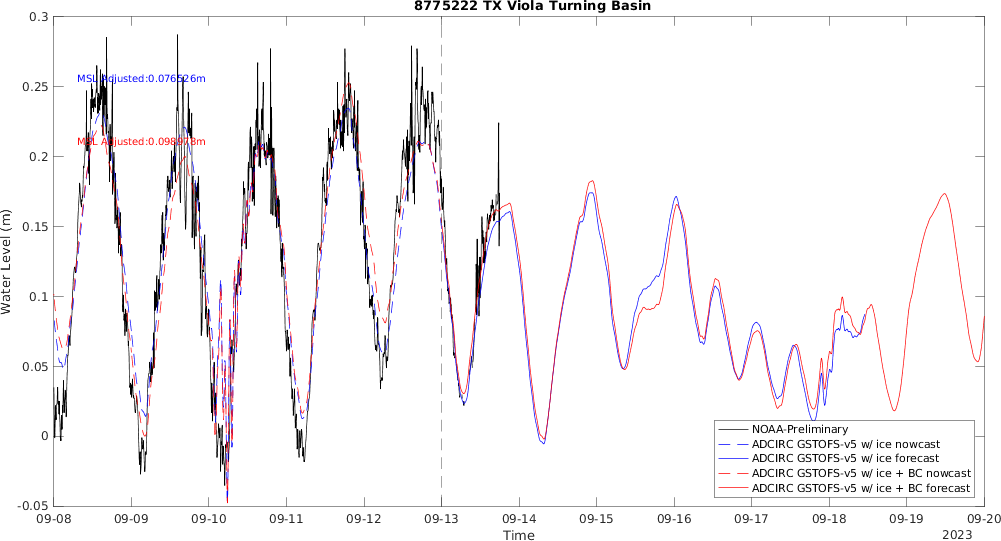 8775222 TX Viola Turning Basin
0.3
0.25
0.2
0.15
0.1
0.05
0
-0.05
Water Level (m)
MSL Adjusted:0.076526m
NOAA-Preliminary
ADCIRC GSTOFS-v5 w/ ice nowcast
ADCIRC GSTOFS-v5 w/ ice forecast
ADCIRC GSTOFS-v5 w/ ice + BC nowcast
ADCIRC GSTOFS-v5 w/ ice + BC forecast
09-08 09-09 09-10 09-11 09-12 09-13 09-14 09-15 09-16 09-17 09-18 09-19 09-20
Time
2023